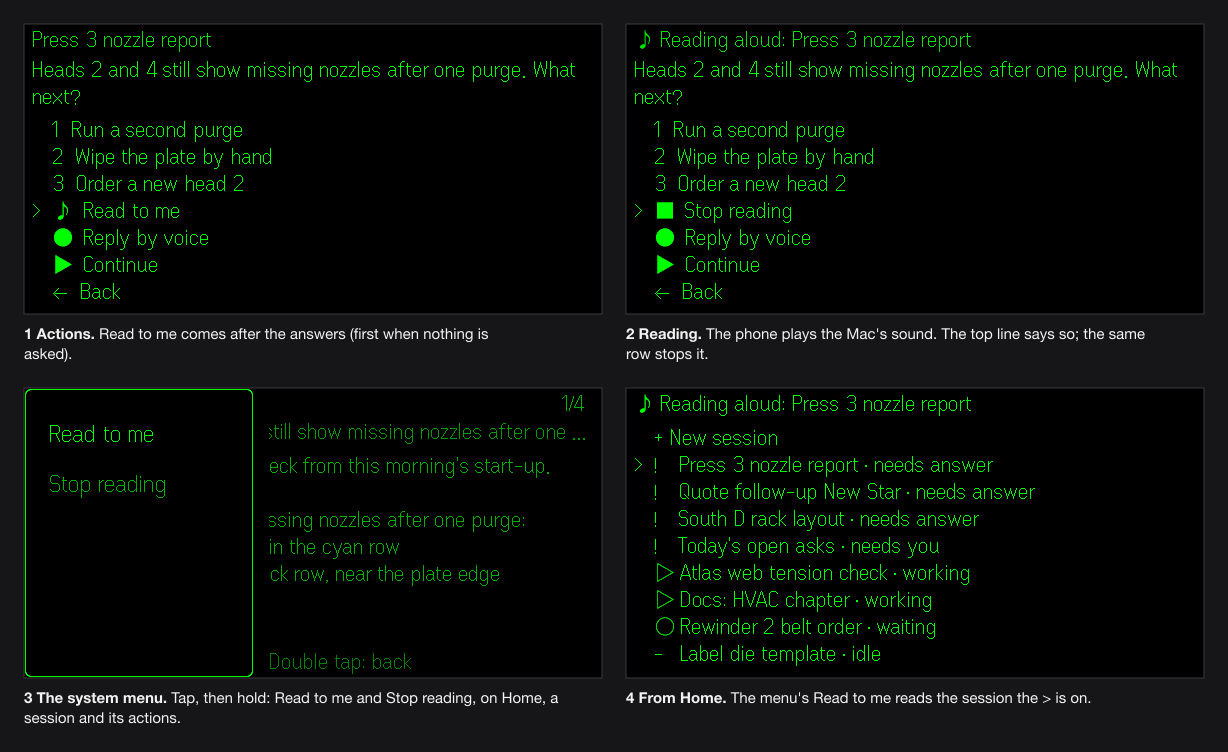 Press 3 nozzle report
Heads 2 and 4 still show missing nozzles after one purge. What
next?
1 Run a second purge
2 Wipe the plate by hand
3 Order a new head 2
> ♪ Read to me
● Reply by voice
▶ Continue
← Back
1 Actions. Read to me comes after the answers (first when nothing is
asked).
♪ Reading aloud: Press 3 nozzle report
Heads 2 and 4 still show missing nozzles after one purge. What
next?
1 Run a second purge
2 Wipe the plate by hand
3 Order a new head 2
> ■ Stop reading
● Reply by voice
▶ Continue
← Back
2 Reading. The phone plays the Mac's sound. The top line says so; the same
row stops it.
Read to me
Stop reading
1/4
still show missing nozzles after one ...
eck from this morning's start-up.
ssing nozzles after one purge:
in the cyan row
ck row, near the plate edge
Double tap: back
3 The system menu. Tap, then hold: Read to me and Stop reading, on Home, a
session and its actions.
♪ Reading aloud: Press 3 nozzle report
+ New session
> ! Press 3 nozzle report · needs answer
! Quote follow-up New Star · needs answer
! South D rack layout · needs answer
! Today's open asks · needs you
▷ Atlas web tension check · working
▷ Docs: HVAC chapter · working
○ Rewinder 2 belt order · waiting
– Label die template · idle
4 From Home. The menu's Read to me reads the session the > is on.